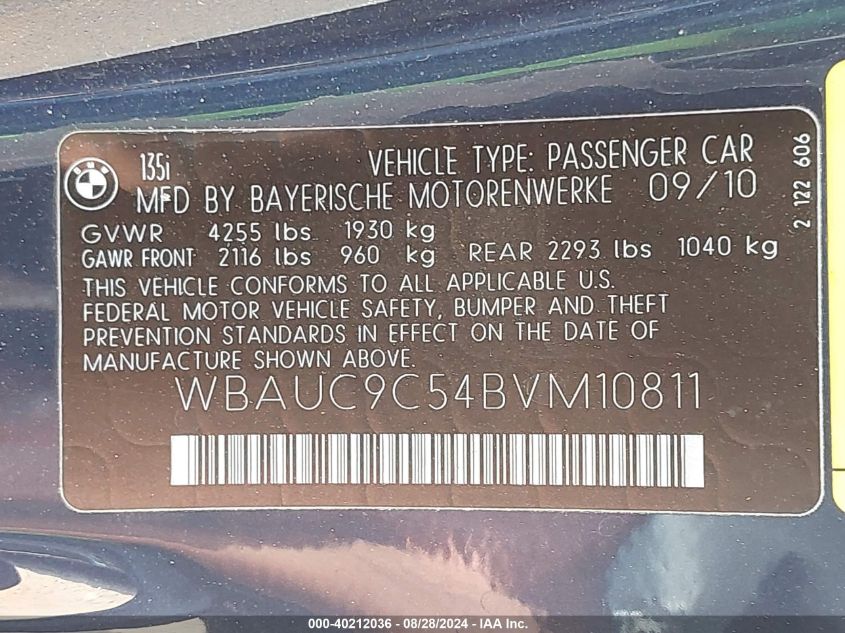 BMW
135i VEHICLE TYPE: PASSENGER CAR
MFD BY BAYERISCHE MOTORENWERKE 09/10
GVWR 4255 lbs 1930 kg
GAWR FRONT 2116 lbs 960 kg REAR 2293 lbs 1040 kg
THIS VEHICLE CONFORMS TO ALL APPLICABLE U.S.
FEDERAL MOTOR VEHICLE SAFETY, BUMPER AND THEFT
PREVENTION STANDARDS IN EFFECT ON THE DATE OF
MANUFACTURE SHOWN ABOVE.
WBAUC9C54BVM10811
2 122 606
000-40212036 - 08/28/2024 - IAA Inc.